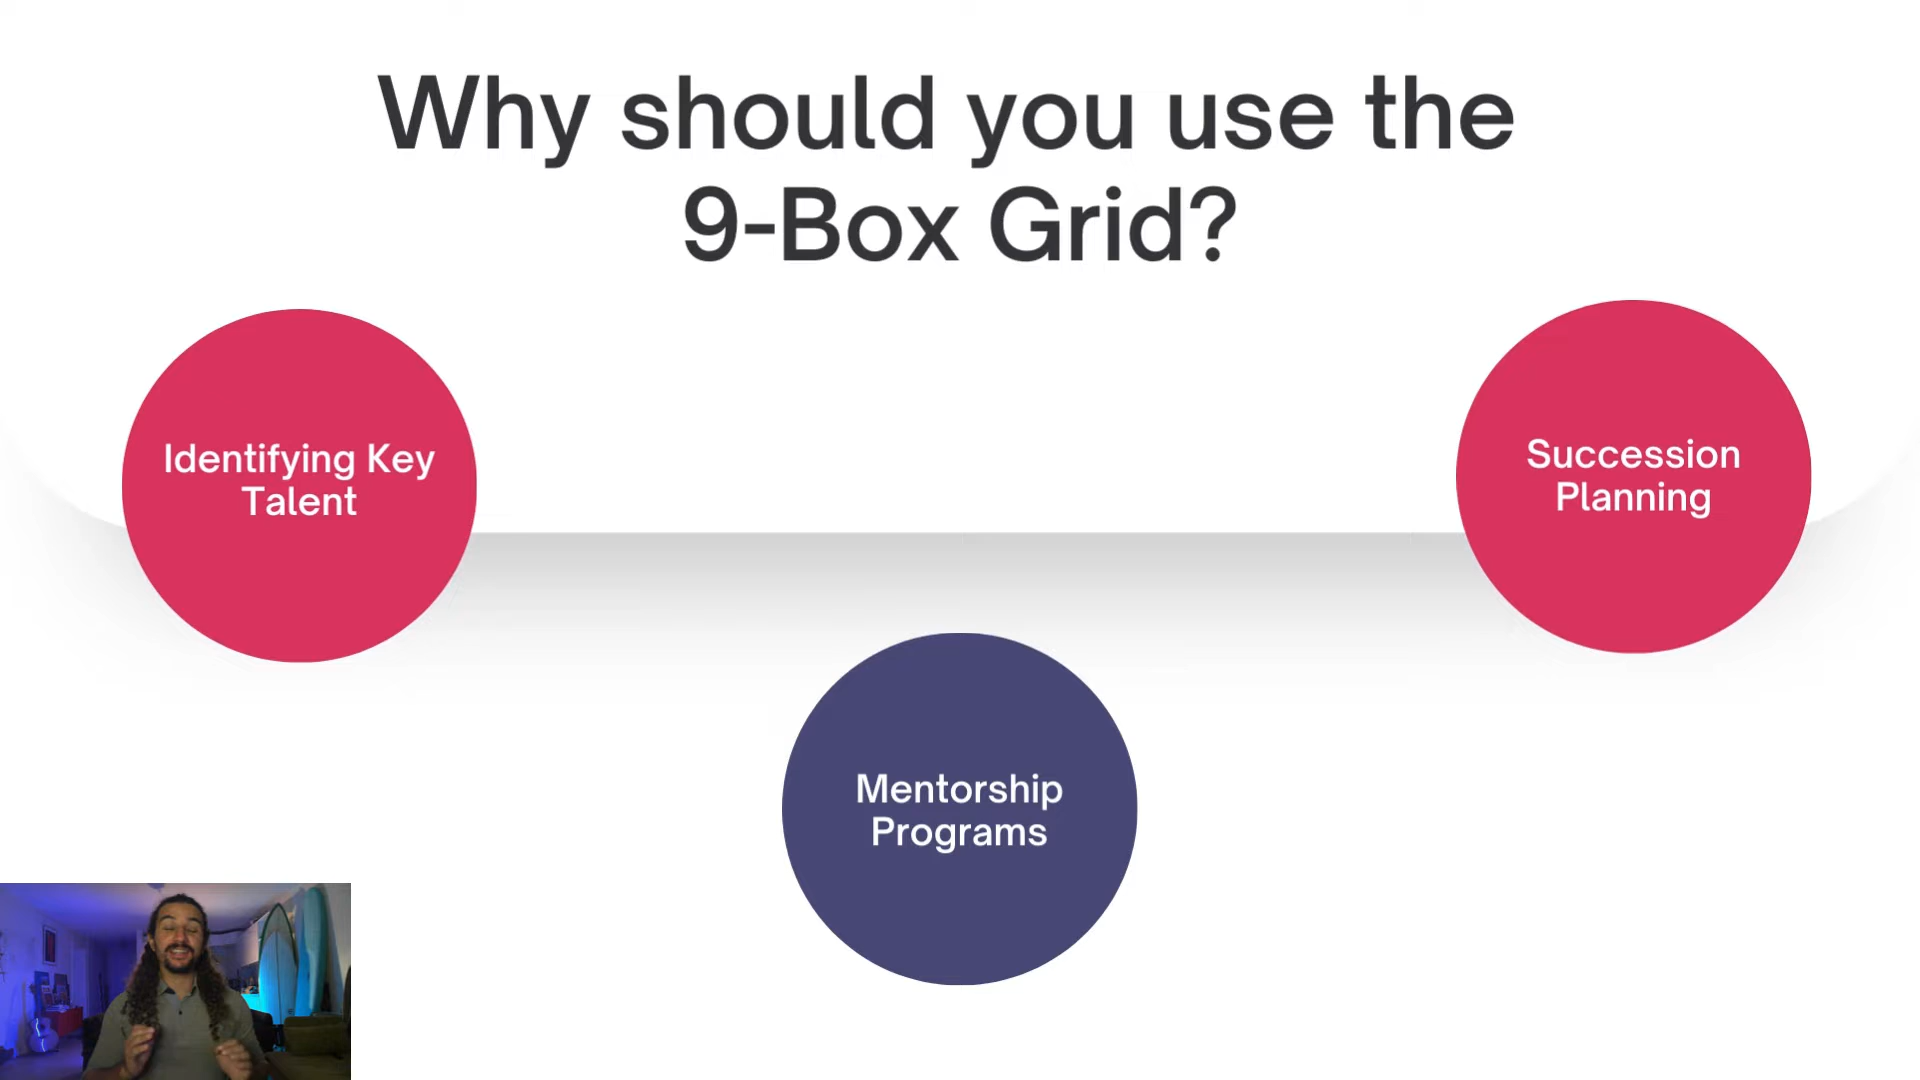 Why should you use the
9-Box Grid?
Identifying Key
Talent
Succession
Planning
Mentorship
Programs